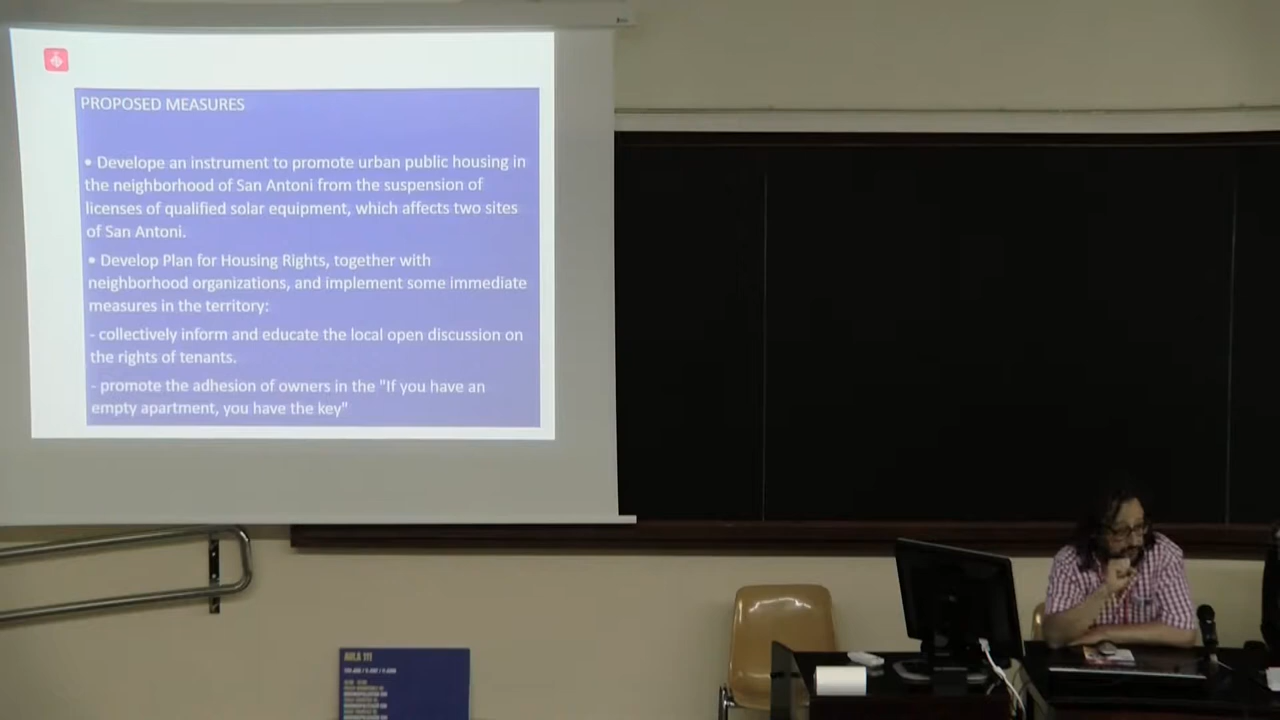 PROPOSED MEASURES
• Develope an instrument to promote urban public housing in
the neighborhood of San Antoni from the suspension of
licenses of qualified solar equipment, which affects two sites
of San Antoni.
• Develop Plan for Housing Rights, together with
neighborhood organizations, and implement some immediate
measures in the territory:
- collectively inform and educate the local open discussion on
the rights of tenants.
- promote the adhesion of owners in the "If you have an
empty apartment, you have the key"
AULA 111